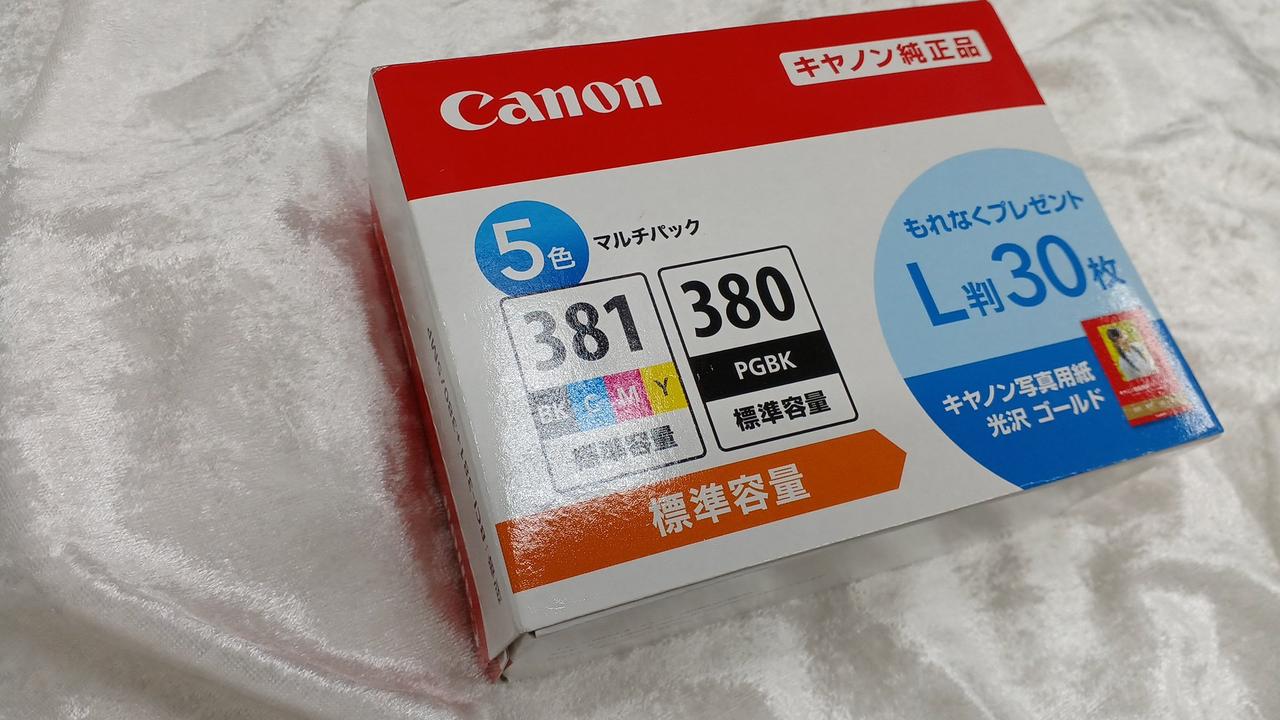 Canon
キヤノン純正品
5色
マルチパック
381
BK C M Y
標準容量
380
PGBK
標準容量
標準容量
もれなくプレゼント
L判30枚
キヤノン写真用紙
光沢 ゴールド